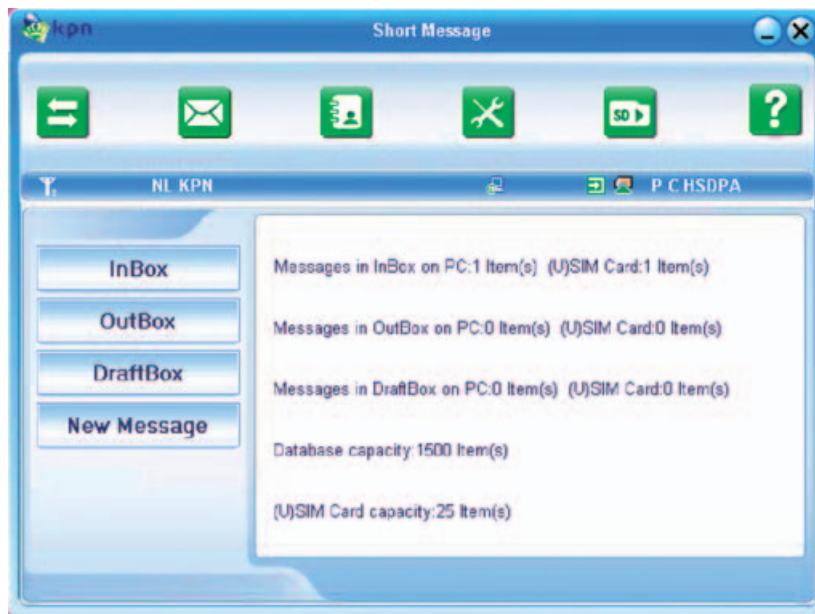 kpn Short Message
SD ?
NL KPN P C HSDPA
InBox
OutBox
DraftBox
New Message
Messages in InBox on PC:1 Item(s) (U)SIM Card:1 Item(s)
Messages in OutBox on PC:0 Item(s) (U)SIM Card:0 Item(s)
Messages in DraftBox on PC:0 Item(s) (U)SIM Card:0 Item(s)
Database capacity:1500 Item(s)
(U)SIM Card capacity:25 Item(s)